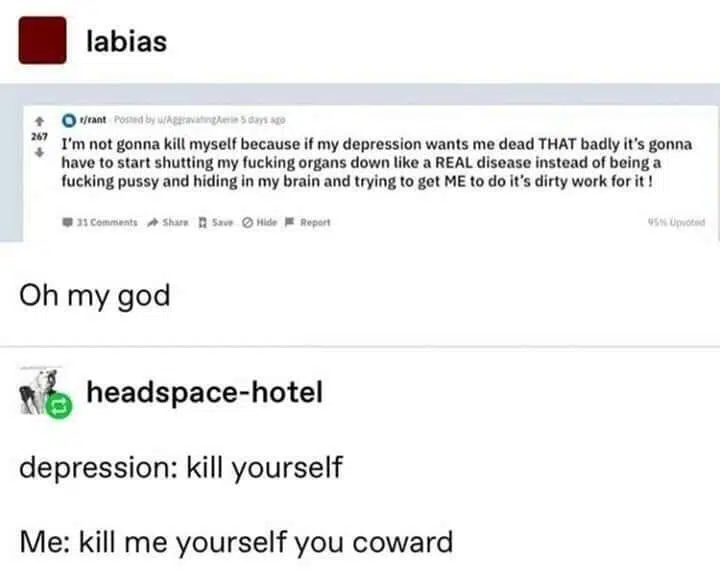 labias
r/rant Posted by u/AggravatingAerie 5 days ago
267
I'm not gonna kill myself because if my depression wants me dead THAT badly it's gonna
have to start shutting my fucking organs down like a REAL disease instead of being a
fucking pussy and hiding in my brain and trying to get ME to do it's dirty work for it !
31 Comments Share Save Hide Report 95% Upvoted
Oh my god
headspace-hotel
depression: kill yourself
Me: kill me yourself you coward